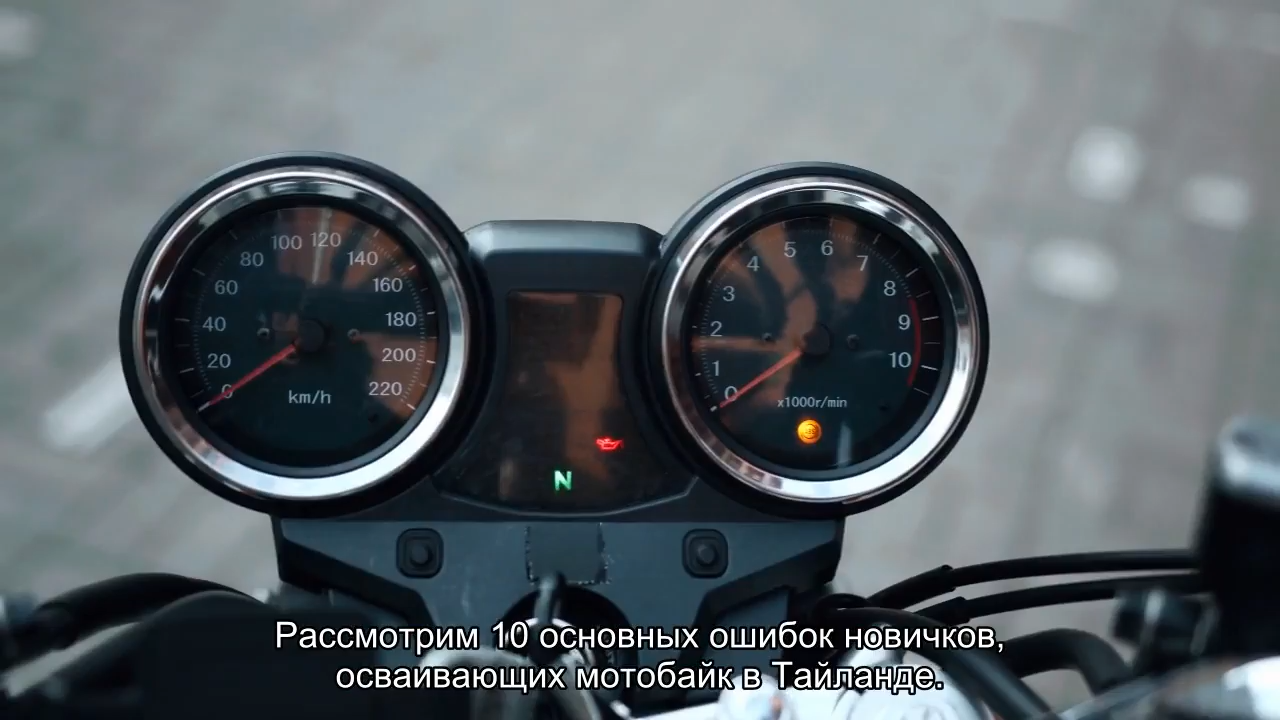 0 20 40 60 80 100 120 140 160 180 200 220
km/h
0 1 2 3 4 5 6 7 8 9 10
x1000r/min
N
Рассмотрим 10 основных ошибок новичков,
осваивающих мотобайк в Тайланде.